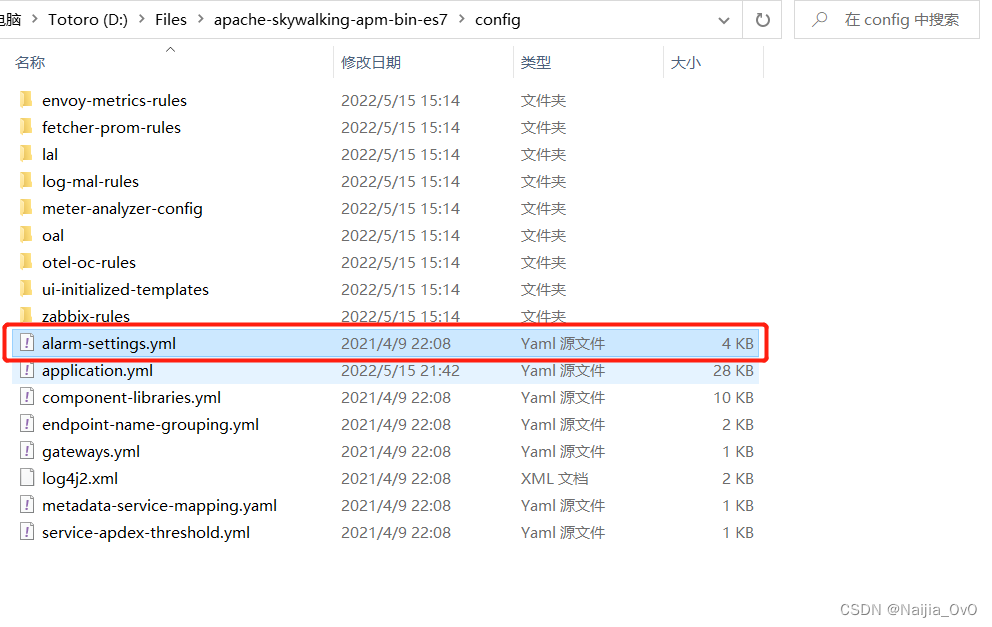 电脑 > Totoro (D:) > Files > apache-skywalking-apm-bin-es7 > config 在 config 中搜索
名称 修改日期 类型 大小
envoy-metrics-rules 2022/5/15 15:14 文件夹
fetcher-prom-rules 2022/5/15 15:14 文件夹
lal 2022/5/15 15:14 文件夹
log-mal-rules 2022/5/15 15:14 文件夹
meter-analyzer-config 2022/5/15 15:14 文件夹
oal 2022/5/15 15:14 文件夹
otel-oc-rules 2022/5/15 15:14 文件夹
ui-initialized-templates 2022/5/15 15:14 文件夹
zabbix-rules 2022/5/15 15:14 文件夹
alarm-settings.yml 2021/4/9 22:08 Yaml 源文件 4 KB
application.yml 2022/5/15 21:42 Yaml 源文件 28 KB
component-libraries.yml 2021/4/9 22:08 Yaml 源文件 10 KB
endpoint-name-grouping.yml 2021/4/9 22:08 Yaml 源文件 2 KB
gateways.yml 2021/4/9 22:08 Yaml 源文件 1 KB
log4j2.xml 2021/4/9 22:08 XML 文档 2 KB
metadata-service-mapping.yaml 2021/4/9 22:08 Yaml 源文件 1 KB
service-apdex-threshold.yml 2021/4/9 22:08 Yaml 源文件 1 KB
CSDN @Naijia_OvO